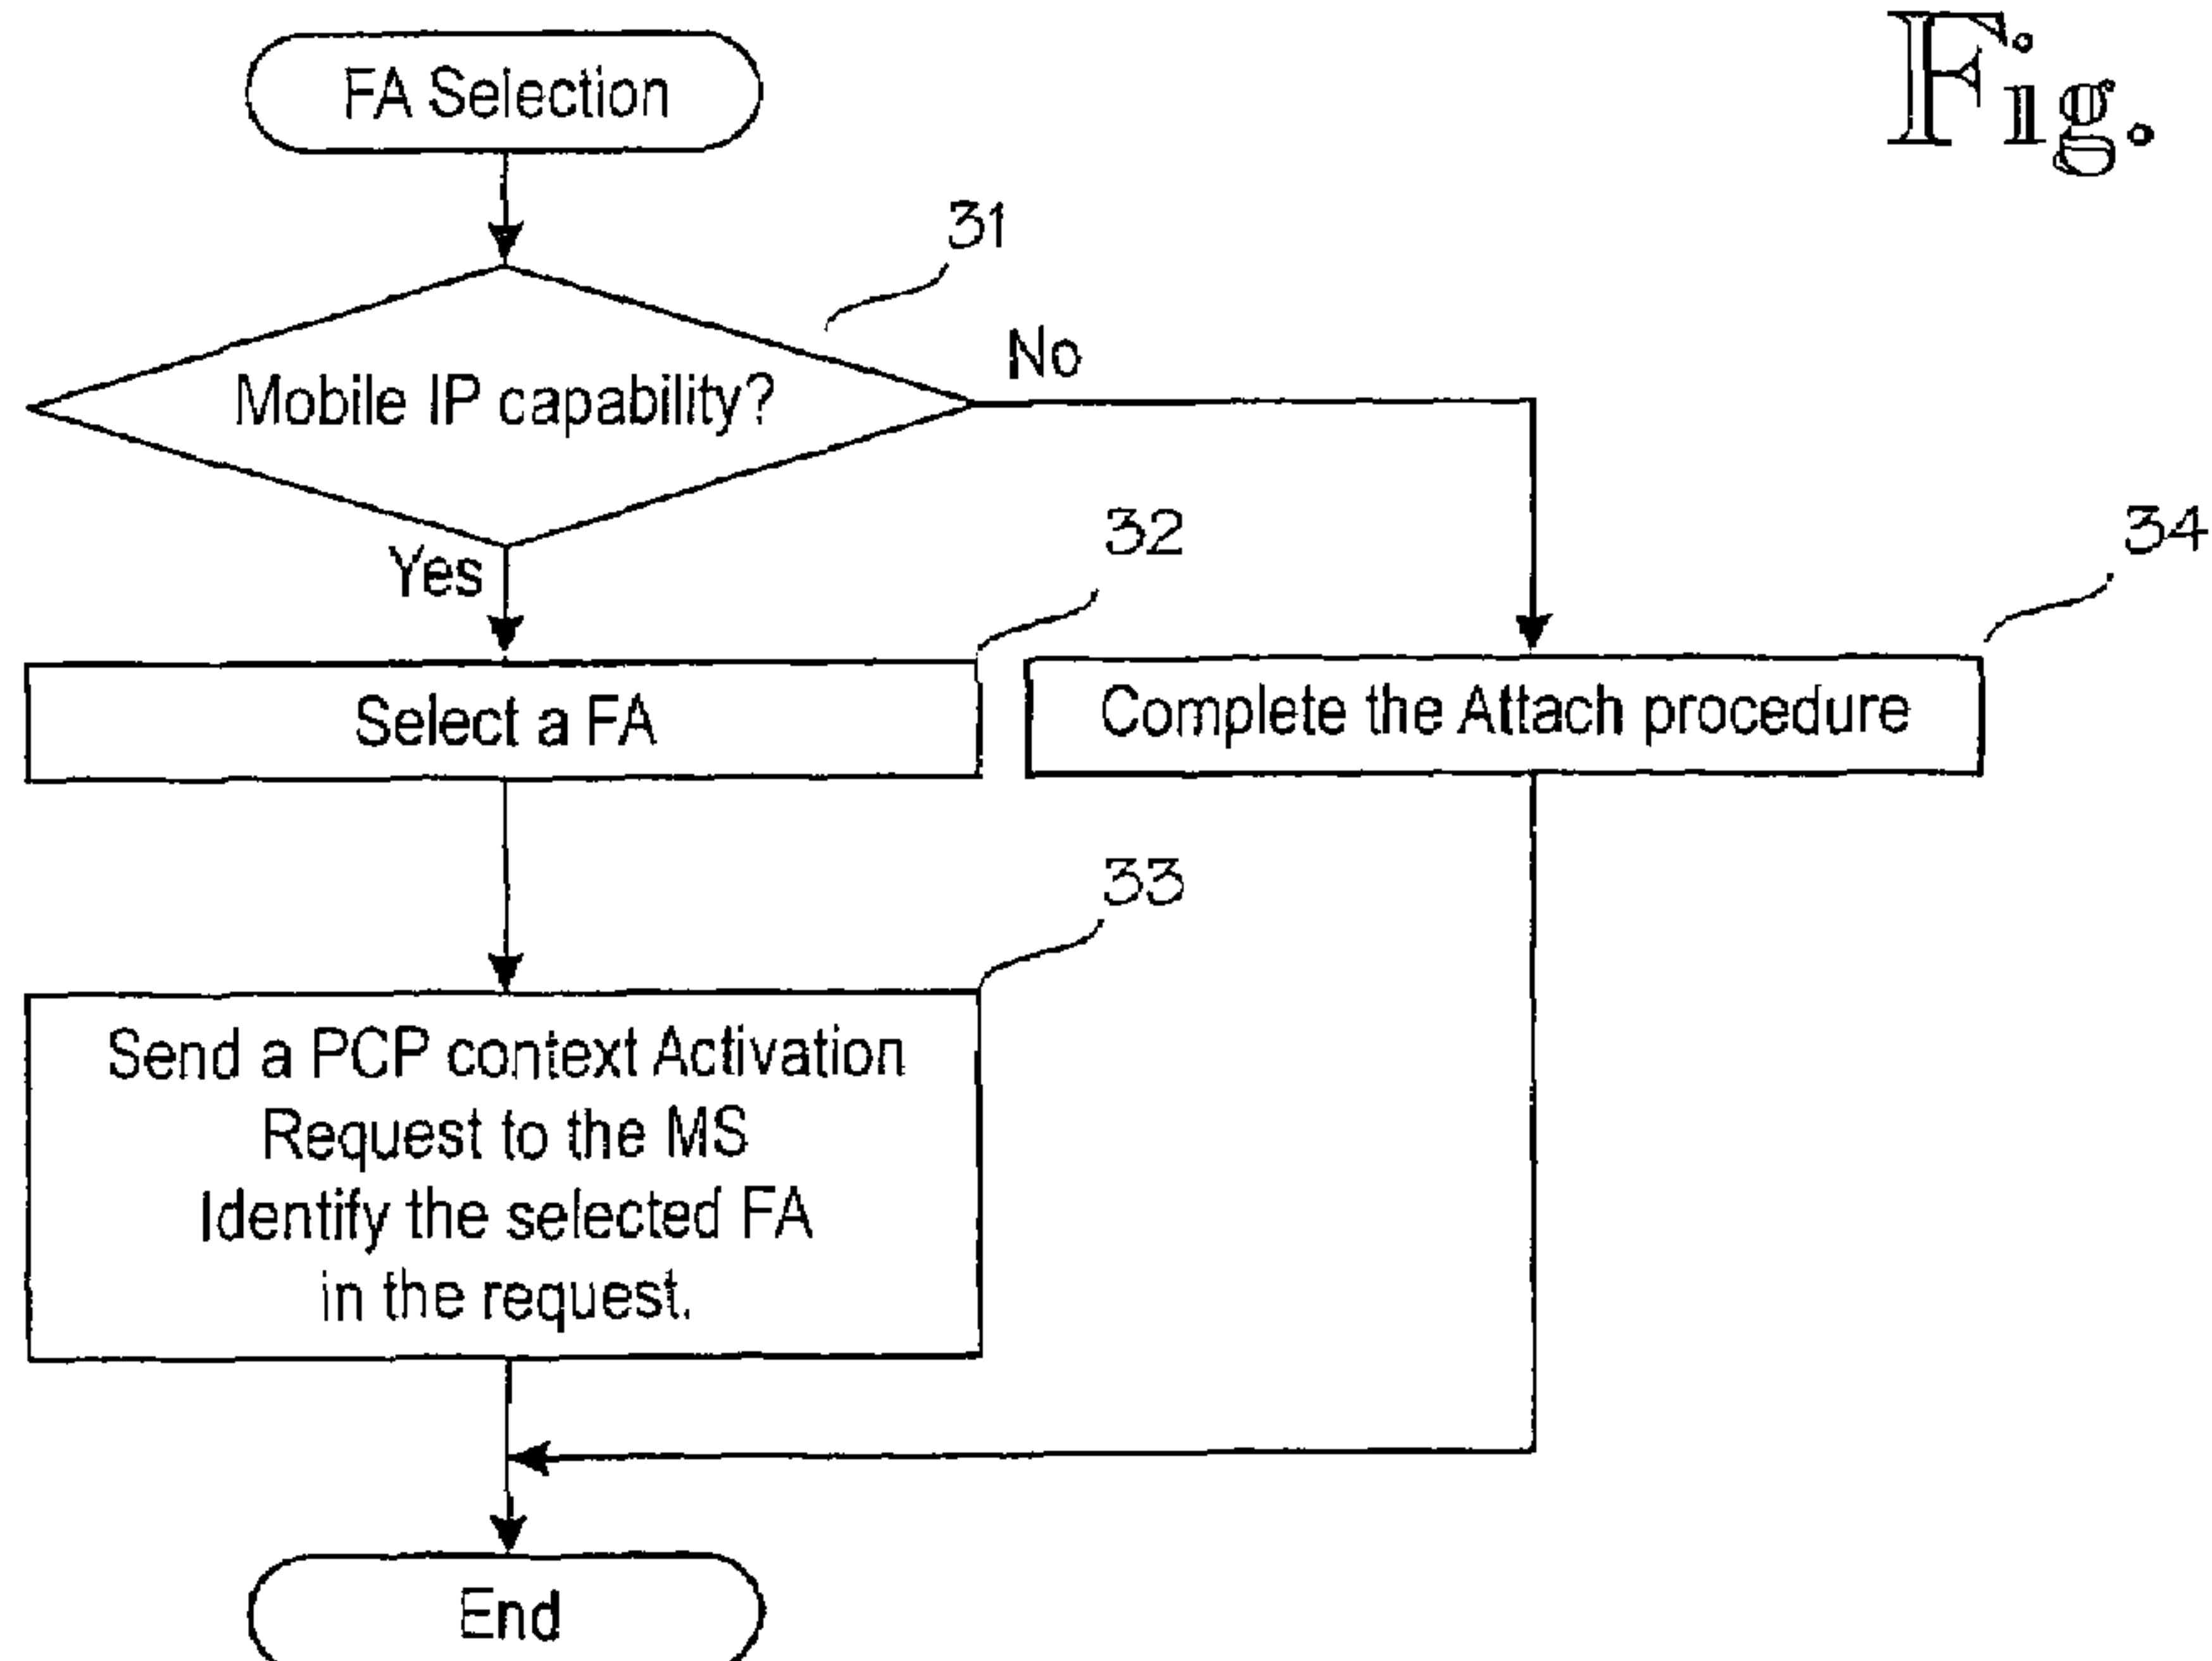 Fig.
FA Selection
31
Mobile IP capability?
No
Yes
32
34
Select a FA
Complete the Attach procedure
33
Send a PCP context Activation
Request to the MS
Identify the selected FA
in the request.
End